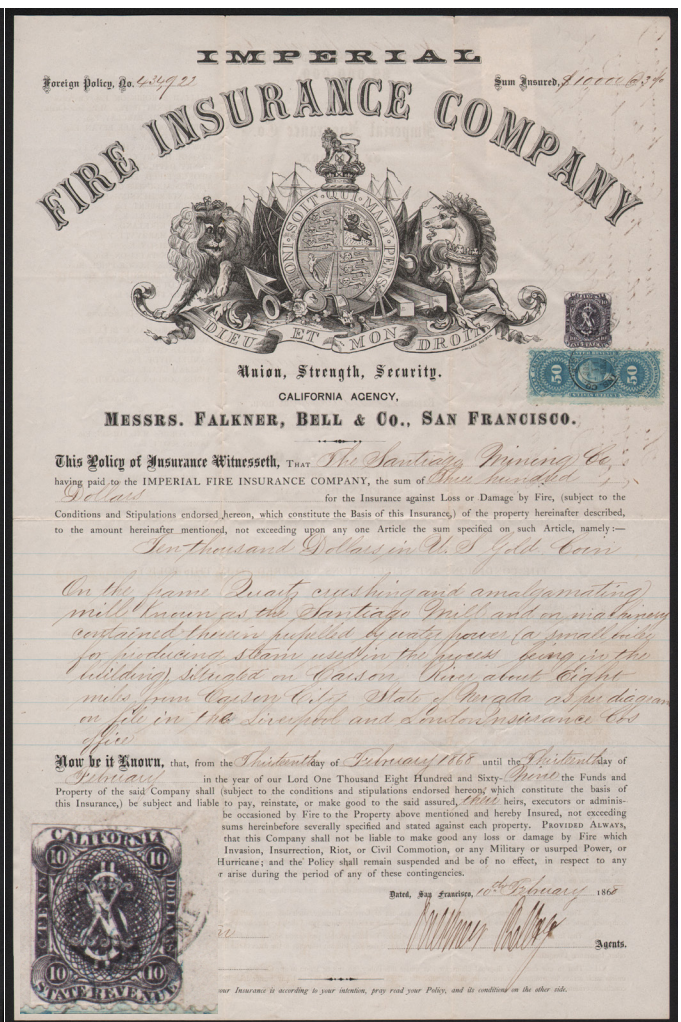 IMPERIAL
Foreign Policy, No.
Sum Insured, $10000 @ 3%
FIRE INSURANCE COMPANY
HONI · SOIT · QUI · MAL · Y · PENSE
DIEU ET MON DROIT
CALIFORNIA
50 50
Union, Strength, Security.
CALIFORNIA AGENCY,
MESSRS. FALKNER, BELL & CO., SAN FRANCISCO.
This Policy of Insurance Witnesseth, THAT The Santiago Mining Co's
having paid to the IMPERIAL FIRE INSURANCE COMPANY, the sum of Three hundred
Dollars for the Insurance against Loss or Damage by Fire, (subject to the
Conditions and Stipulations endorsed hereon, which constitute the Basis of this Insurance,) of the property hereinafter described,
to the amount hereinafter mentioned, not exceeding upon any one Article the sum specified on such Article, namely:—
Ten thousand Dollars, in U S Gold Coin
On the frame Quartz crushing and amalgamating
mill known as the Santiago Mill and on machinery
contained therein propelled by water power (a small boiler
for producing steam used in the process being in the
building) situated on Carson River about Eight
miles from Carson City State of Nevada as per diagram
on file in the Liverpool and London Insurance Cos
office
Now be it Known, that, from the Thirteenth day of February 1868 until the Thirteenth day of
February in the year of our Lord One Thousand Eight Hundred and Sixty-Nine the Funds and
Property of the said Company shall (subject to the conditions and stipulations endorsed hereon, which constitute the basis of
this Insurance,) be subject and liable to pay, reinstate, or make good to the said assured, their heirs, executors or adminis-
be occasioned by Fire to the Property above mentioned and hereby Insured, not exceeding
sums hereinbefore severally specified and stated against each property. PROVIDED ALWAYS,
that this Company shall not be liable to make good any loss or damage by Fire which
Invasion, Insurrection, Riot, or Civil Commotion, or any Military or usurped Power, or
Hurricane; and the Policy shall remain suspended and be of no effect, in respect to any
or arise during the period of any of these contingencies.
Dated, San Francisco, 10th February 1868
Falkner Bell & Co
Agents.
CALIFORNIA
10 10
TEN DOLLARS
10 10
STATE REVENUE
our Insurance is according to your intention, pray read your Policy, and its conditions on the other side.